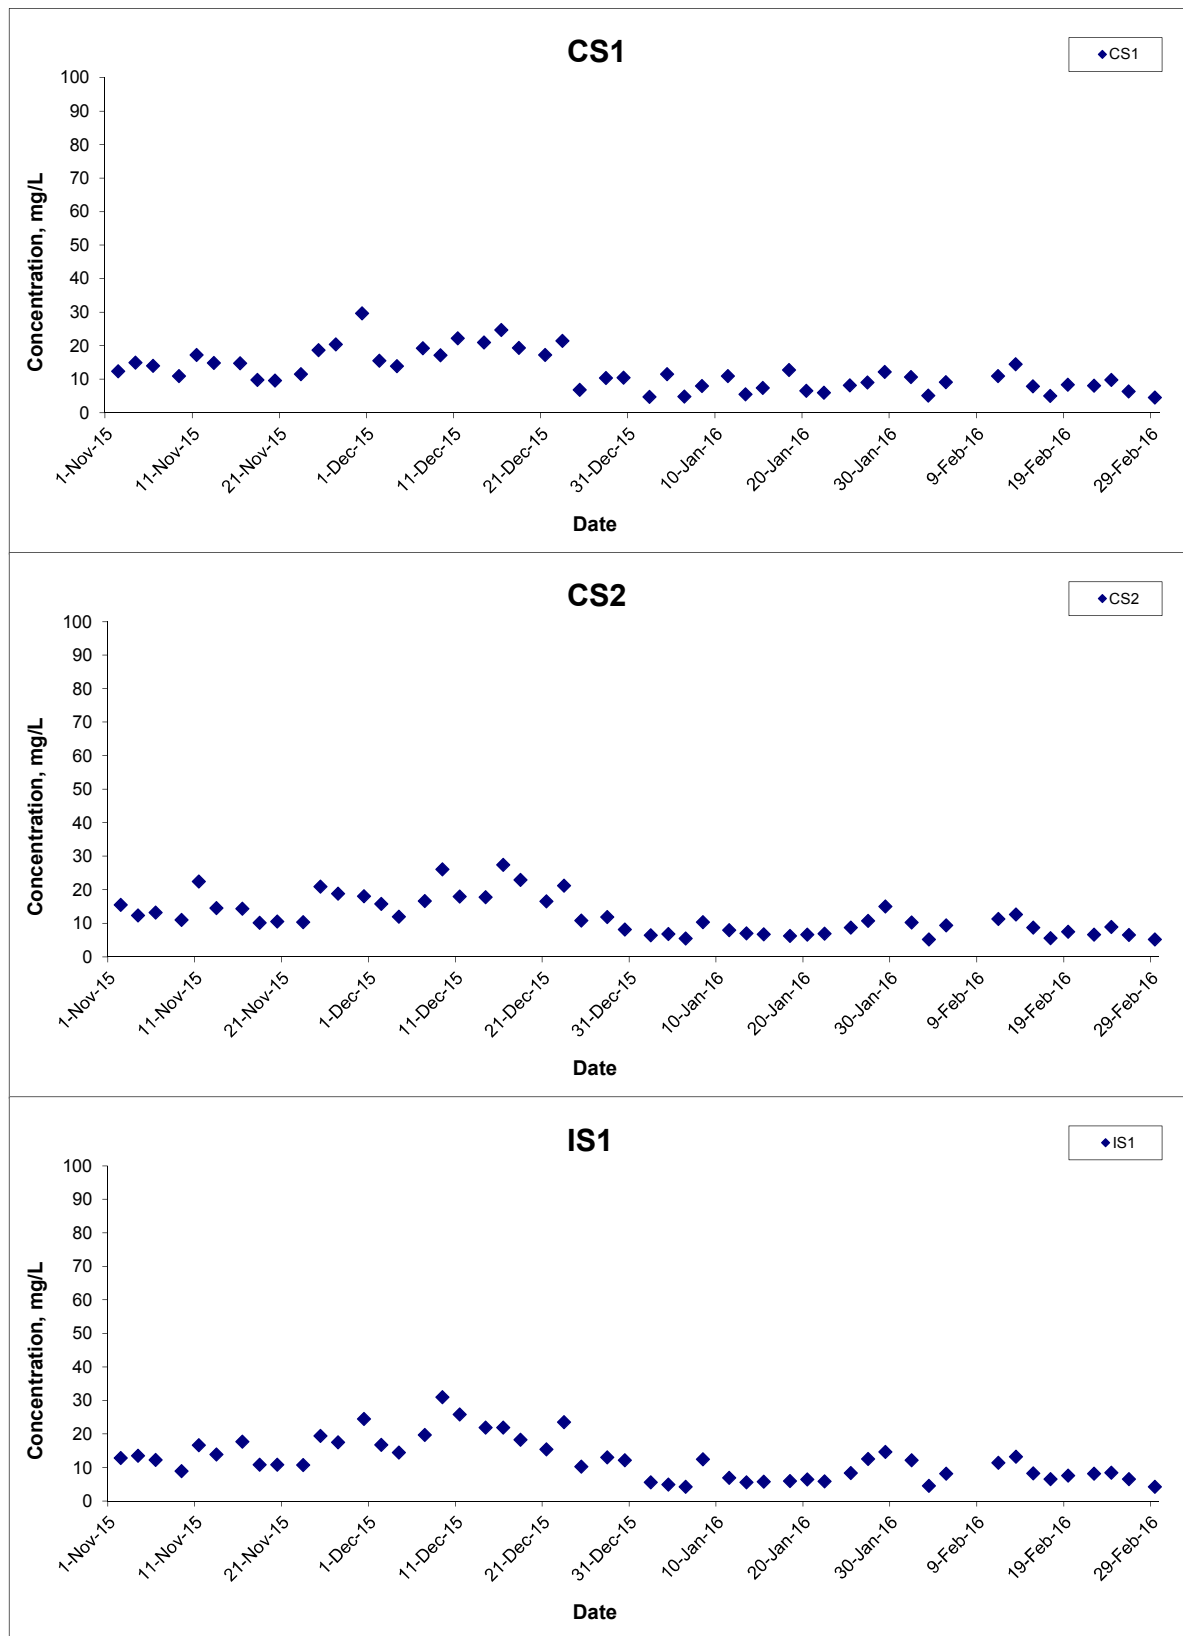 CS1
CS1
100
90
80
70
60
50
40
30
20
10
0
Concentration, mg/L
1-Nov-15
11-Nov-15
21-Nov-15
1-Dec-15
11-Dec-15
21-Dec-15
31-Dec-15
10-Jan-16
20-Jan-16
30-Jan-16
9-Feb-16
19-Feb-16
29-Feb-16
Date
CS2
CS2
100
90
80
70
60
50
40
30
20
10
0
Concentration, mg/L
1-Nov-15
11-Nov-15
21-Nov-15
1-Dec-15
11-Dec-15
21-Dec-15
31-Dec-15
10-Jan-16
20-Jan-16
30-Jan-16
9-Feb-16
19-Feb-16
29-Feb-16
Date
IS1
IS1
100
90
80
70
60
50
40
30
20
10
0
Concentration, mg/L
1-Nov-15
11-Nov-15
21-Nov-15
1-Dec-15
11-Dec-15
21-Dec-15
31-Dec-15
10-Jan-16
20-Jan-16
30-Jan-16
9-Feb-16
19-Feb-16
29-Feb-16
Date